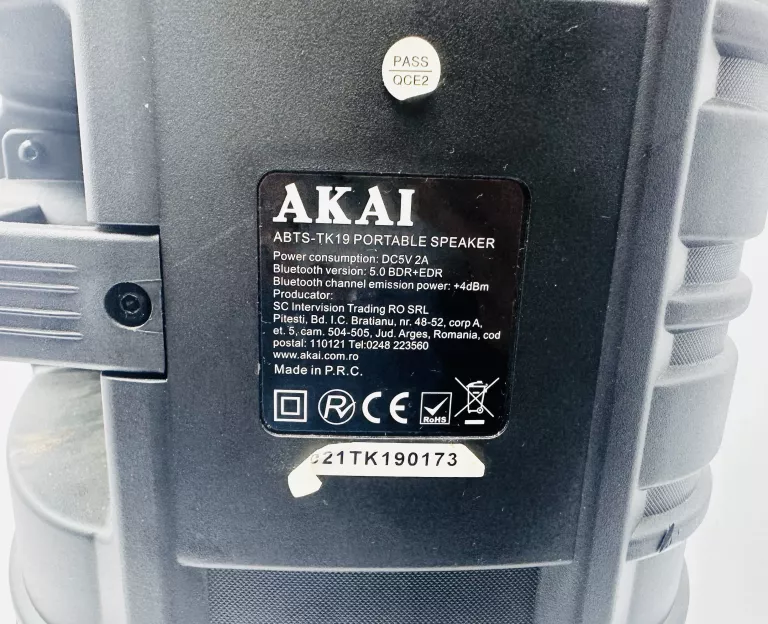 PASS
QCE2
AKAI
ABTS-TK19 PORTABLE SPEAKER
Power consumption: DC5V 2A
Bluetooth version: 5.0 BDR+EDR
Bluetooth channel emission power: +4dBm
Producator:
SC Intervision Trading RO SRL
Pitesti, Bd. I.C. Bratianu, nr. 48-52, corp A,
et. 5, cam. 504-505, Jud. Arges, Romania, cod
postal: 110121 Tel:0248 223560
www.akai.com.ro
Made in P.R.C.
R CE RoHS
21TK190173